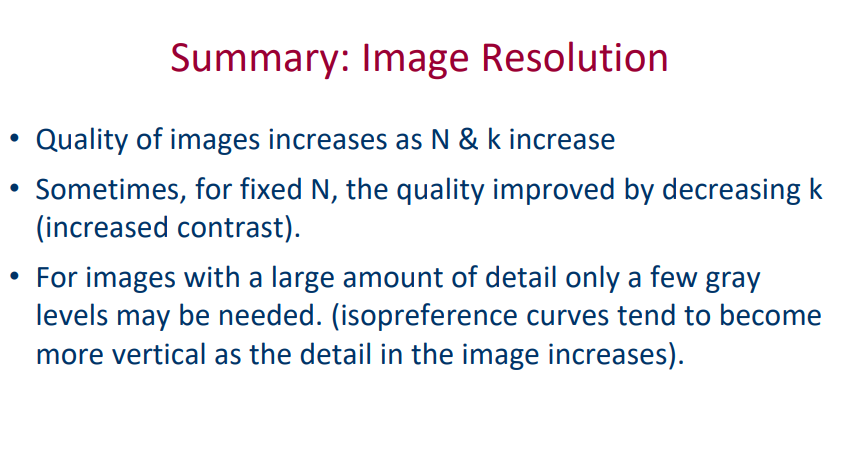 Summary: Image Resolution
• Quality of images increases as N & k increase
• Sometimes, for fixed N, the quality improved by decreasing k
(increased contrast).
• For images with a large amount of detail only a few gray
levels may be needed. (isopreference curves tend to become
more vertical as the detail in the image increases).